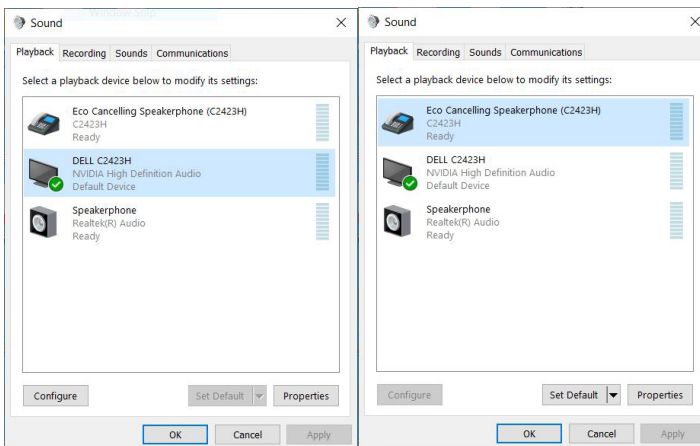 Window Snip
Sound
Playback Recording Sounds Communications
Select a playback device below to modify its settings:
Eco Cancelling Speakerphone (C2423H)
C2423H
Ready
DELL C2423H
NVIDIA High Definition Audio
Default Device
Speakerphone
Realtek(R) Audio
Ready
Configure Set Default Properties
OK Cancel Apply
Sound
Playback Recording Sounds Communications
Select a playback device below to modify its settings:
Eco Cancelling Speakerphone (C2423H)
C2423H
Ready
DELL C2423H
NVIDIA High Definition Audio
Default Device
Speakerphone
Realtek(R) Audio
Ready
Configure Set Default Properties
OK Cancel Apply